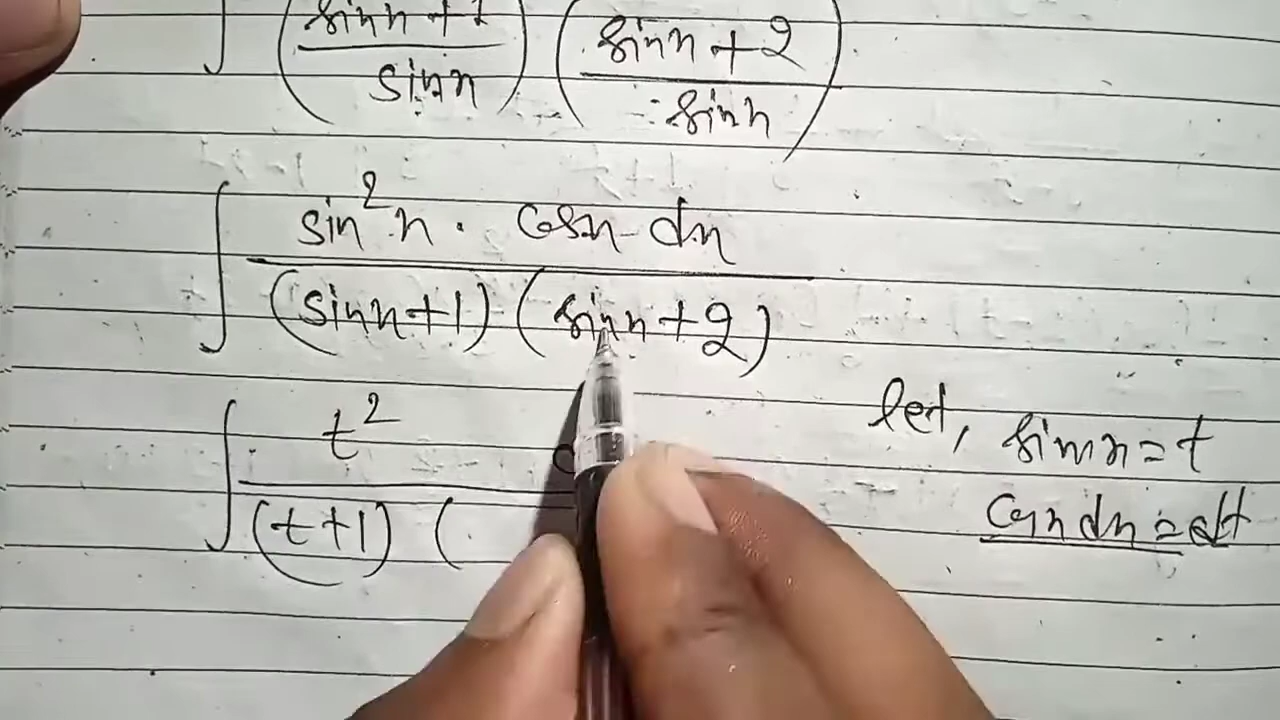 ∫ (sinx + 1 / sinx) (sinx + 2 / sinx)
∫ sin²x · cosx dx / (sinx+1) (sinx+2)
let, sinx = t
∫ t² / (t+1) (
cosx dx = dt